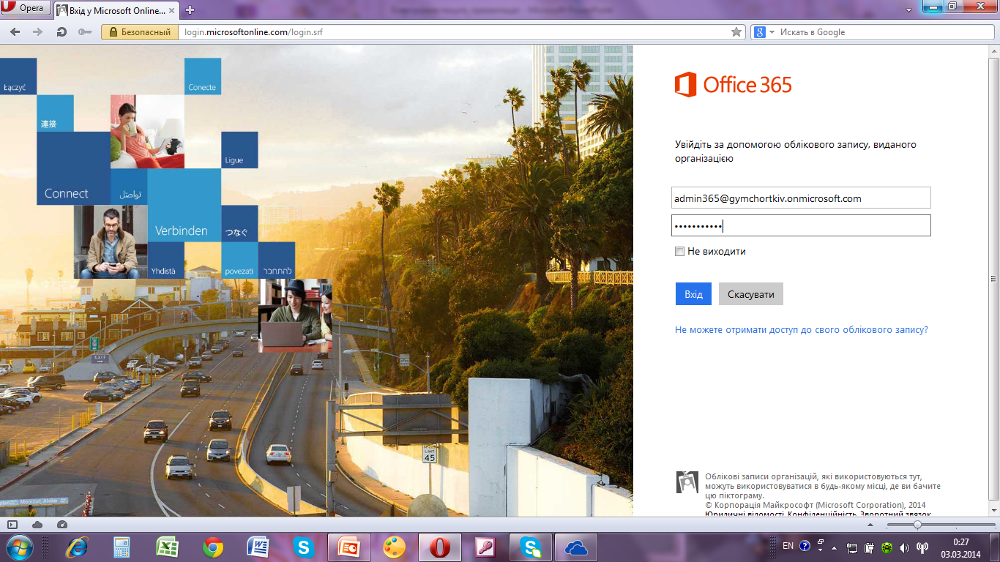 Opera
Вхід у Microsoft Online...
Безопасный
login.microsoftonline.com/login.srf
Искать в Google
Łączyć
Conecte
連接
Ligue
Connect
تواصَل
Verbinden
つなぐ
Yhdistä
povezati
להתחבר
EXIT
LIMIT
45
Office 365
Увійдіть за допомогою облікового запису, виданого
організацією
admin365@gymchortkiv.onmicrosoft.com
•••••••••••
Не виходити
Вхід
Скасувати
Не можете отримати доступ до свого облікового запису?
Облікові записи організацій, які використовуються тут,
можуть використовуватися в будь-якому місці, де ви бачите
цю піктограму.
© Корпорація Майкрософт (Microsoft Corporation), 2014
Юридичні відомості Конфіденційність Зворотний звязок
EN
0:27
03.03.2014